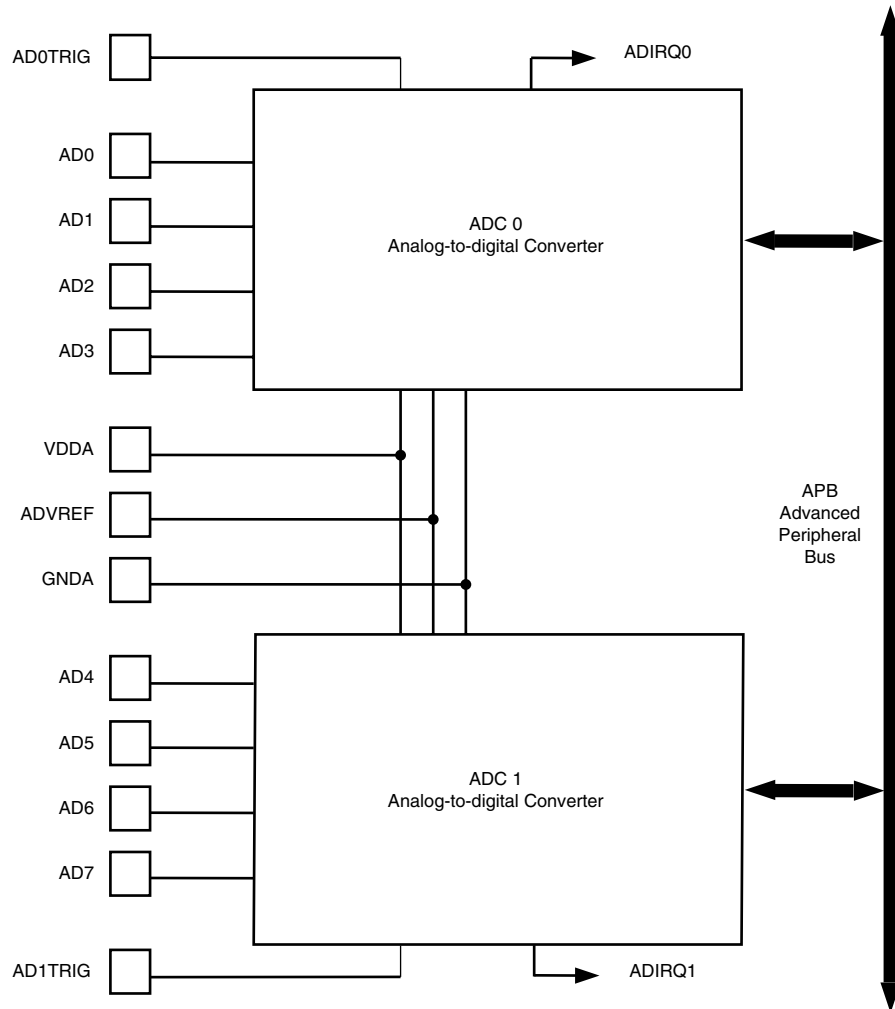 AD0TRIG
ADIRQ0
AD0
AD1
AD2
AD3
ADC 0
Analog-to-digital Converter
VDDA
ADVREF
GNDA
APB
Advanced
Peripheral
Bus
AD4
AD5
AD6
AD7
ADC 1
Analog-to-digital Converter
AD1TRIG
ADIRQ1